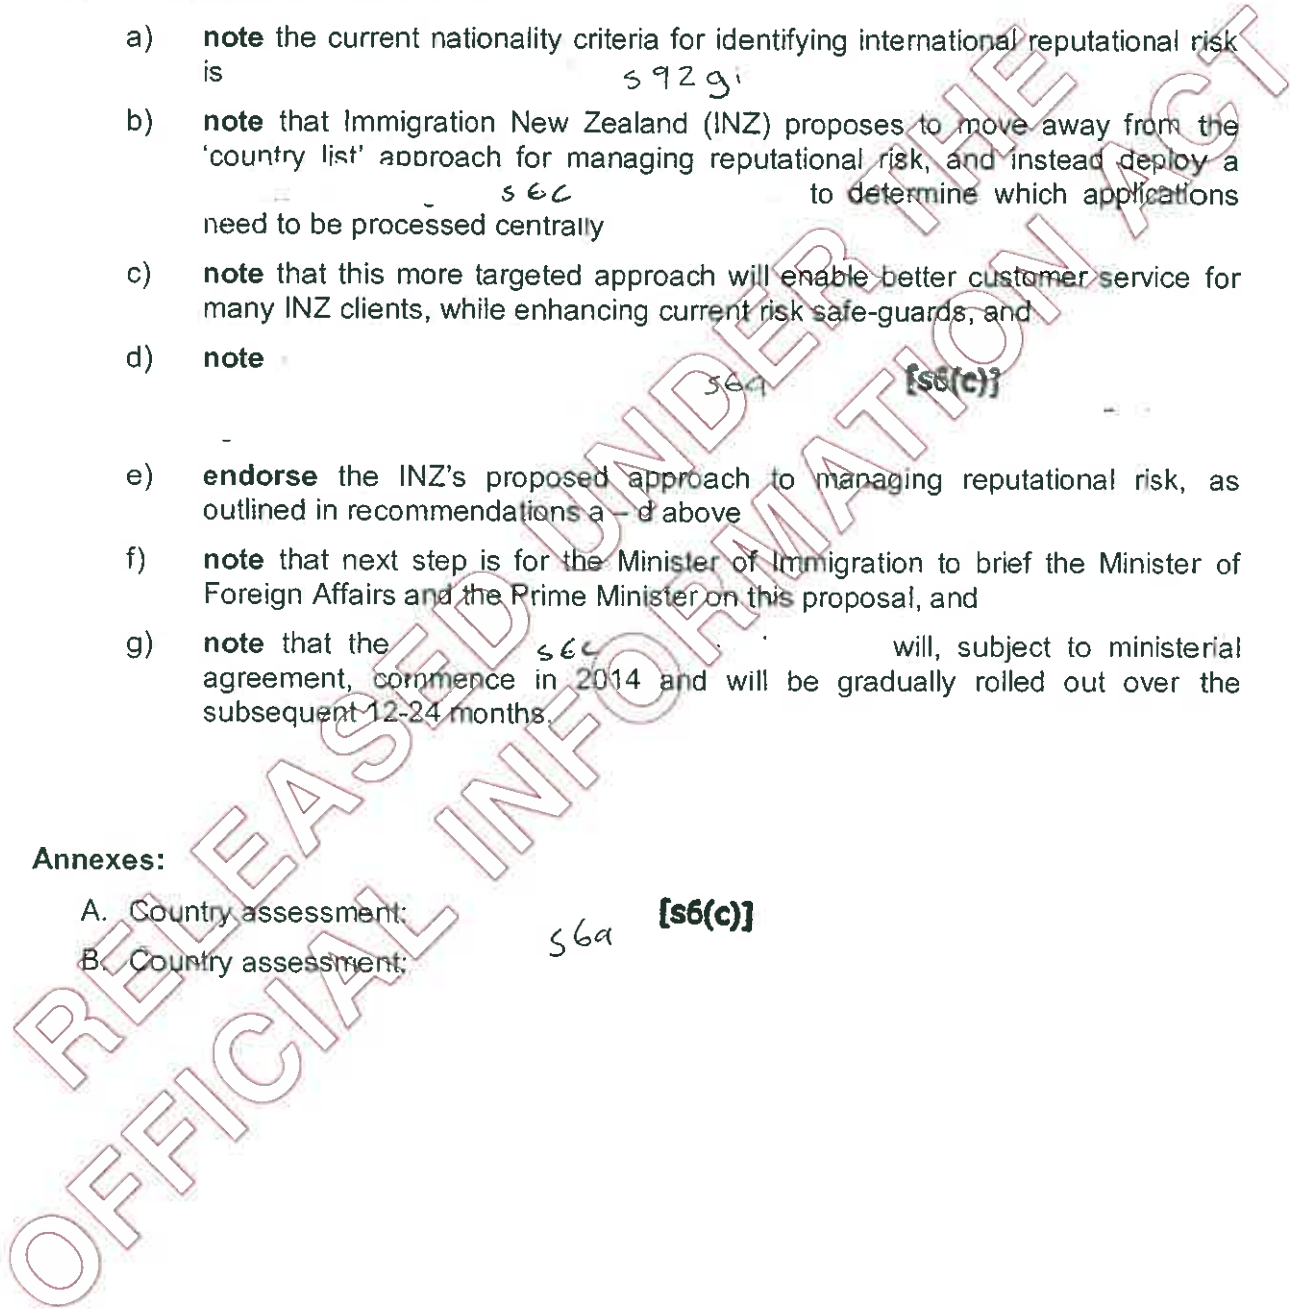 a) note the current nationality criteria for identifying international reputational risk
is s92gi
b) note that Immigration New Zealand (INZ) proposes to move away from the
'country list' approach for managing reputational risk, and instead deploy a
s6c to determine which applications
need to be processed centrally
c) note that this more targeted approach will enable better customer service for
many INZ clients, while enhancing current risk safe-guards, and
d) note
s6a [s6(c)]
e) endorse the INZ's proposed approach to managing reputational risk, as
outlined in recommendations a – d above
f) note that next step is for the Minister of Immigration to brief the Minister of
Foreign Affairs and the Prime Minister on this proposal, and
g) note that the s6c will, subject to ministerial
agreement, commence in 2014 and will be gradually rolled out over the
subsequent 12-24 months.
Annexes:
A. Country assessment:
s6a [s6(c)]
B. Country assessment:
RELEASED UNDER THE
OFFICIAL INFORMATION ACT